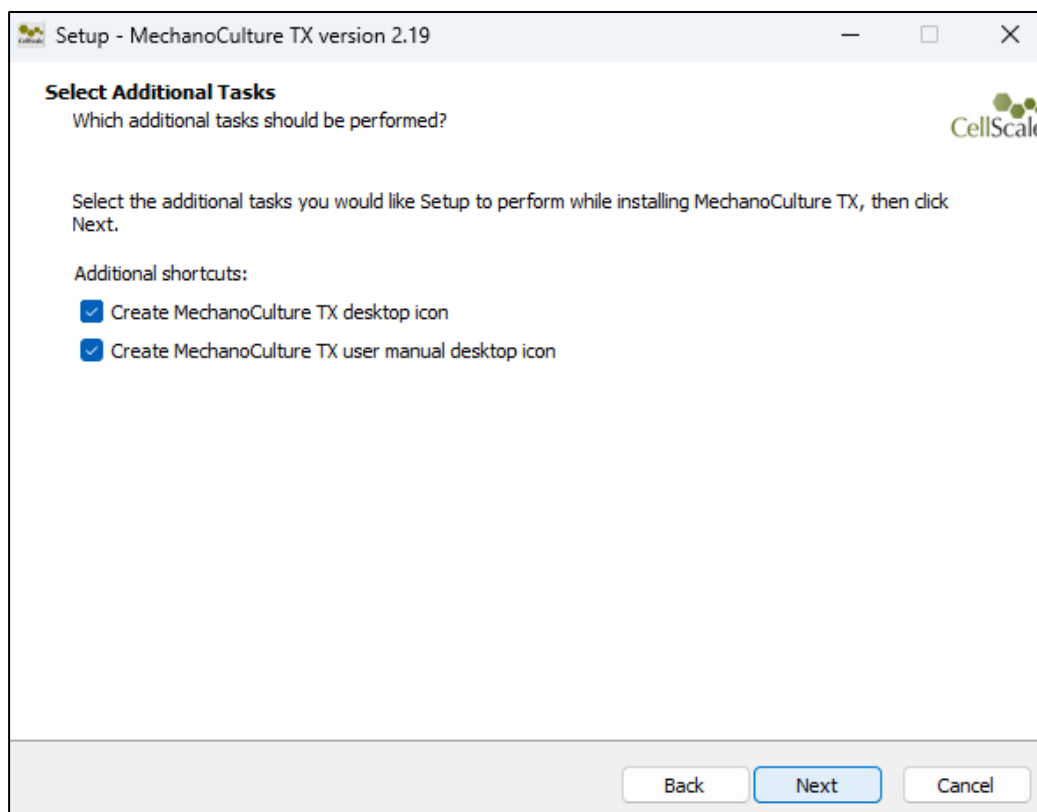 Setup - MechanoCulture TX version 2.19
Select Additional Tasks
Which additional tasks should be performed?
CellScale
Select the additional tasks you would like Setup to perform while installing MechanoCulture TX, then click
Next.
Additional shortcuts:
Create MechanoCulture TX desktop icon
Create MechanoCulture TX user manual desktop icon
Back
Next
Cancel